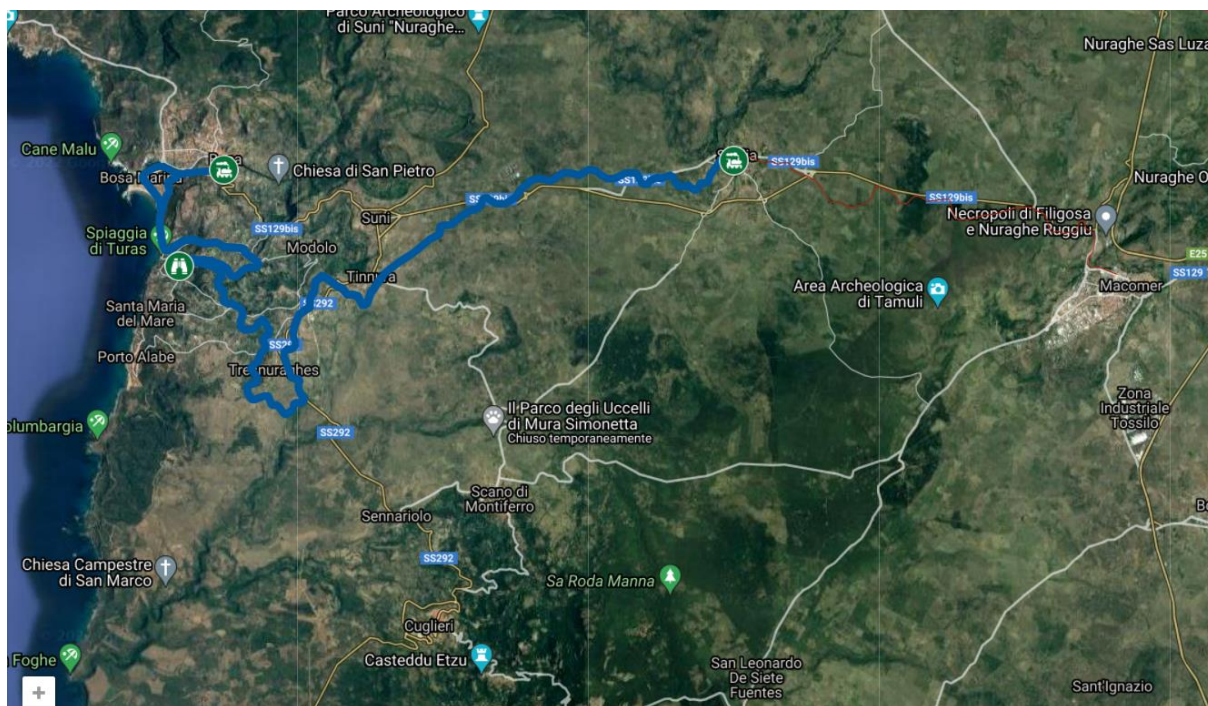 Parco Archeologico
di Suni "Nuraghe...
Nuraghe Sas Luza
Cane Malu
Bosa Marina
Chiesa di San Pietro
SS129bis
SS129bis
Nuraghe O
Suni
Necropoli di Filigosa
e Nuraghe Ruggiu
Spiaggia
di Turas
SS129bis
Modolo
E25
SS129
Tinnura
Macomer
Area Archeologica
di Tamuli
Santa Maria
del Mare
SS292
Porto Alabe
Tresnuraghes
Zona
Industriale
Tossilo
Il Parco degli Uccelli
di Mura Simonetta
Chiuso temporaneamente
olumbargia
SS292
Scano di
Montiferro
Sennariolo
SS292
Chiesa Campestre
di San Marco
Sa Roda Manna
Cuglieri
Casteddu Etzu
Foghe
San Leonardo
De Siete
Fuentes
Sant'Ignazio
+